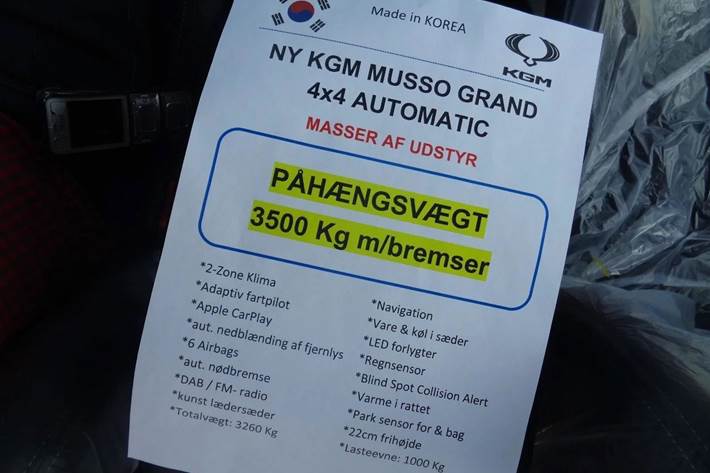 Made in KOREA
KGM
NY KGM MUSSO GRAND
4x4 AUTOMATIC
MASSER AF UDSTYR
PÅHÆNGSVÆGT
3500 Kg m/bremser
*2-Zone Klima
*Adaptiv fartpilot
*Apple CarPlay
*aut. nedblænding af fjernlys
*6 Airbags
*aut. nødbremse
*DAB / FM- radio
*kunst lædersæder
*Totalvægt: 3260 Kg
*Navigation
*Vare & køl i sæder
*LED forlygter
*Regnsensor
*Blind Spot Collision Alert
*Varme i rattet
*Park sensor for & bag
*22cm frihøjde
*Lasteevne: 1000 Kg